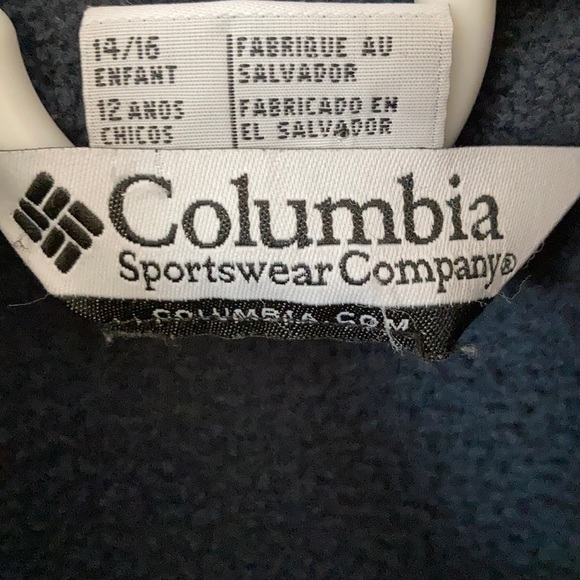 14/16
ENFANT
FABRIQUE AU
SALVADOR
12 ANOS
CHICOS
FABRICADO EN
EL SALVADOR
Columbia
Sportswear Company®
COLUMBIA.COM